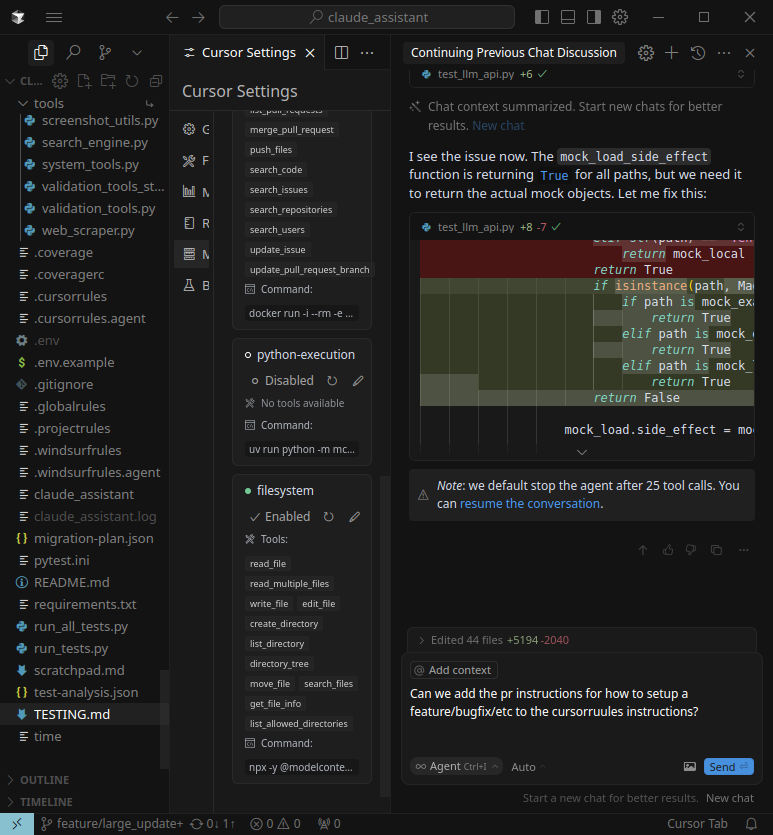 claude_assistant
CL...
tools
screenshot_utils.py
search_engine.py
system_tools.py
validation_tools_st...
validation_tools.py
web_scraper.py
.coverage
.coveragerc
.cursorrules
.cursorrules.agent
.env
.env.example
.gitignore
.globalrules
.projectrules
.windsurfrules
.windsurfrules.agent
claude_assistant
claude_assistant.log
migration-plan.json
pytest.ini
README.md
requirements.txt
run_all_tests.py
run_tests.py
scratchpad.md
test-analysis.json
TESTING.md
time
OUTLINE
TIMELINE
Cursor Settings
Cursor Settings
G
F
M
R
M
B
list_pull_requests
merge_pull_request
push_files
search_code
search_issues
search_repositories
search_users
update_issue
update_pull_request_branch
Command:
docker run -i --rm -e ...
python-execution
Disabled
No tools available
Command:
uv run python -m mc...
filesystem
Enabled
Tools:
read_file
read_multiple_files
write_file edit_file
create_directory
list_directory
directory_tree
move_file search_files
get_file_info
list_allowed_directories
Command:
npx -y @modelconte...
Continuing Previous Chat Discussion
test_llm_api.py +6
Chat context summarized. Start new chats for better
results. New chat
I see the issue now. The mock_load_side_effect
function is returning True for all paths, but we need it
to return the actual mock objects. Let me fix this:
test_llm_api.py +8 -7
return mock_local
return True
if isinstance(path, Ma
if path is mock_exa
return True
elif path is mock_
return True
elif path is mock_l
return True
return False
mock_load.side_effect = mo
Note: we default stop the agent after 25 tool calls. You
can resume the conversation.
Edited 44 files +5194 -2040
@ Add context
Can we add the pr instructions for how to setup a
feature/bugfix/etc to the cursorruules instructions?
∞ Agent Ctrl+I Auto
Send
Start a new chat for better results. New chat
feature/large_update+ 0↓ 1↑ 0 0 0 Cursor Tab